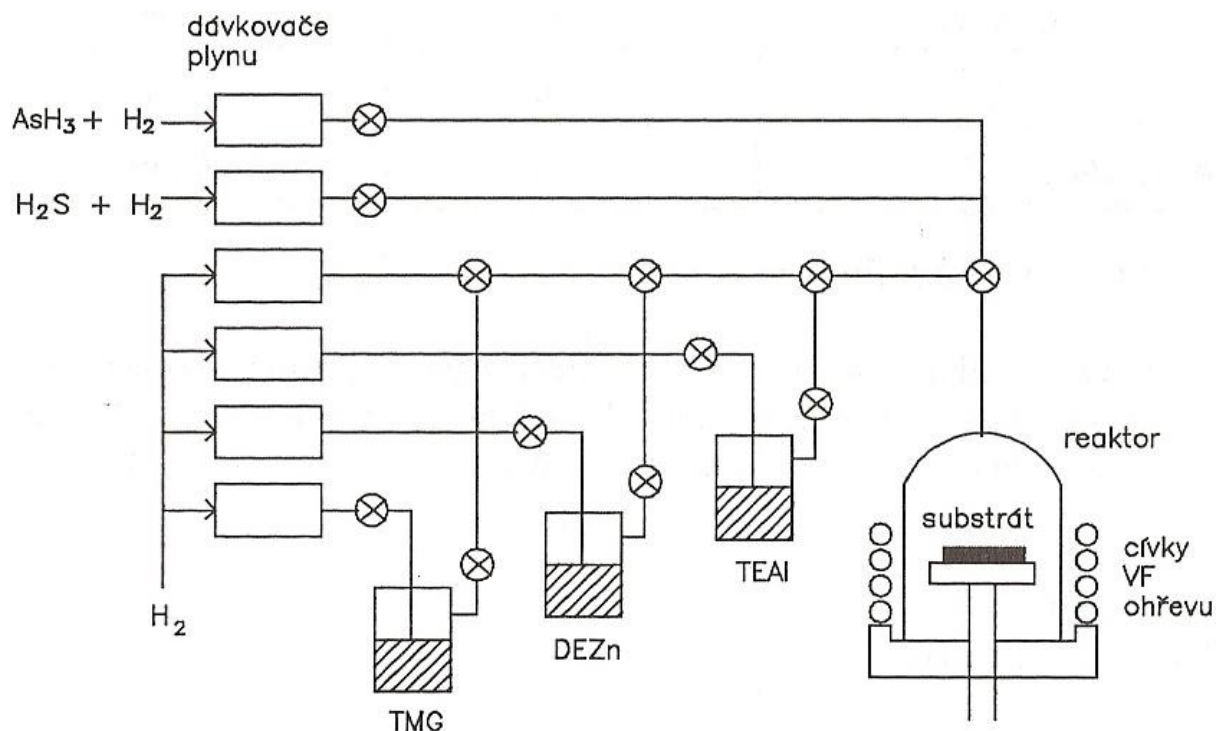 dávkovače
plynu
AsH₃ + H₂
H₂S + H₂
H₂
TMG
DEZn
TEAl
reaktor
substrát
cívky
VF
ohřevu